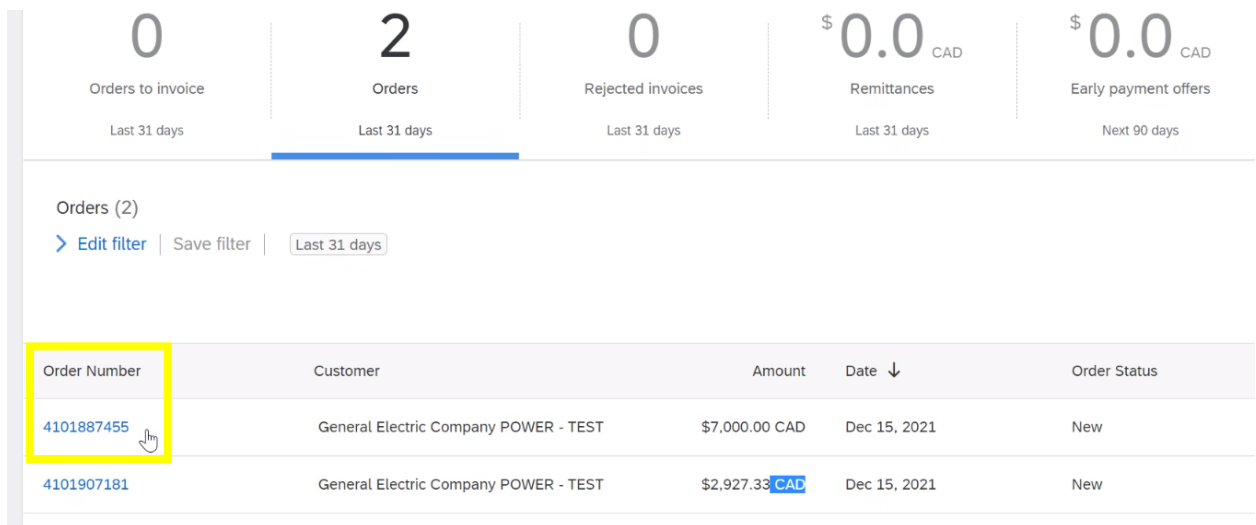 0 2 0 $ 0.0 CAD $ 0.0 CAD
Orders to invoice Orders Rejected invoices Remittances Early payment offers
Last 31 days Last 31 days Last 31 days Last 31 days Next 90 days
Orders (2)
Edit filter Save filter Last 31 days
Order Number Customer Amount Date Order Status
4101887455 General Electric Company POWER - TEST $7,000.00 CAD Dec 15, 2021 New
4101907181 General Electric Company POWER - TEST $2,927.33 CAD Dec 15, 2021 New